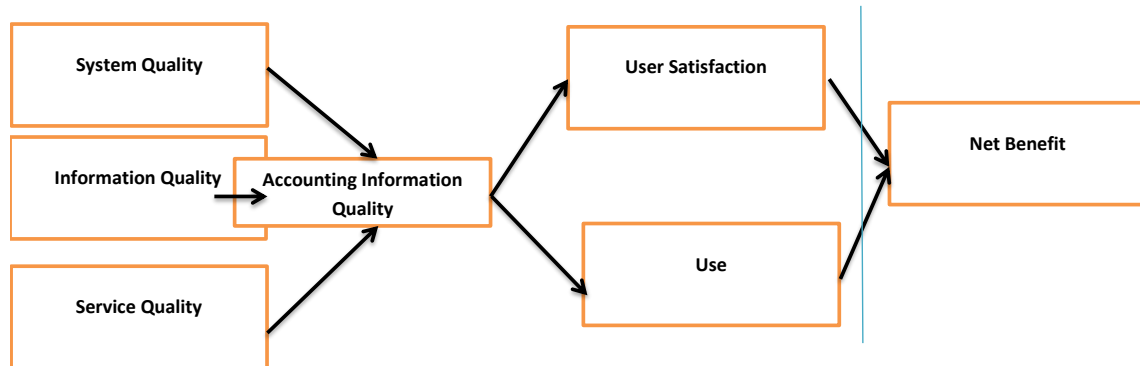 System Quality
Information Quality
Service Quality
Accounting Information
Quality
User Satisfaction
Use
Net Benefit